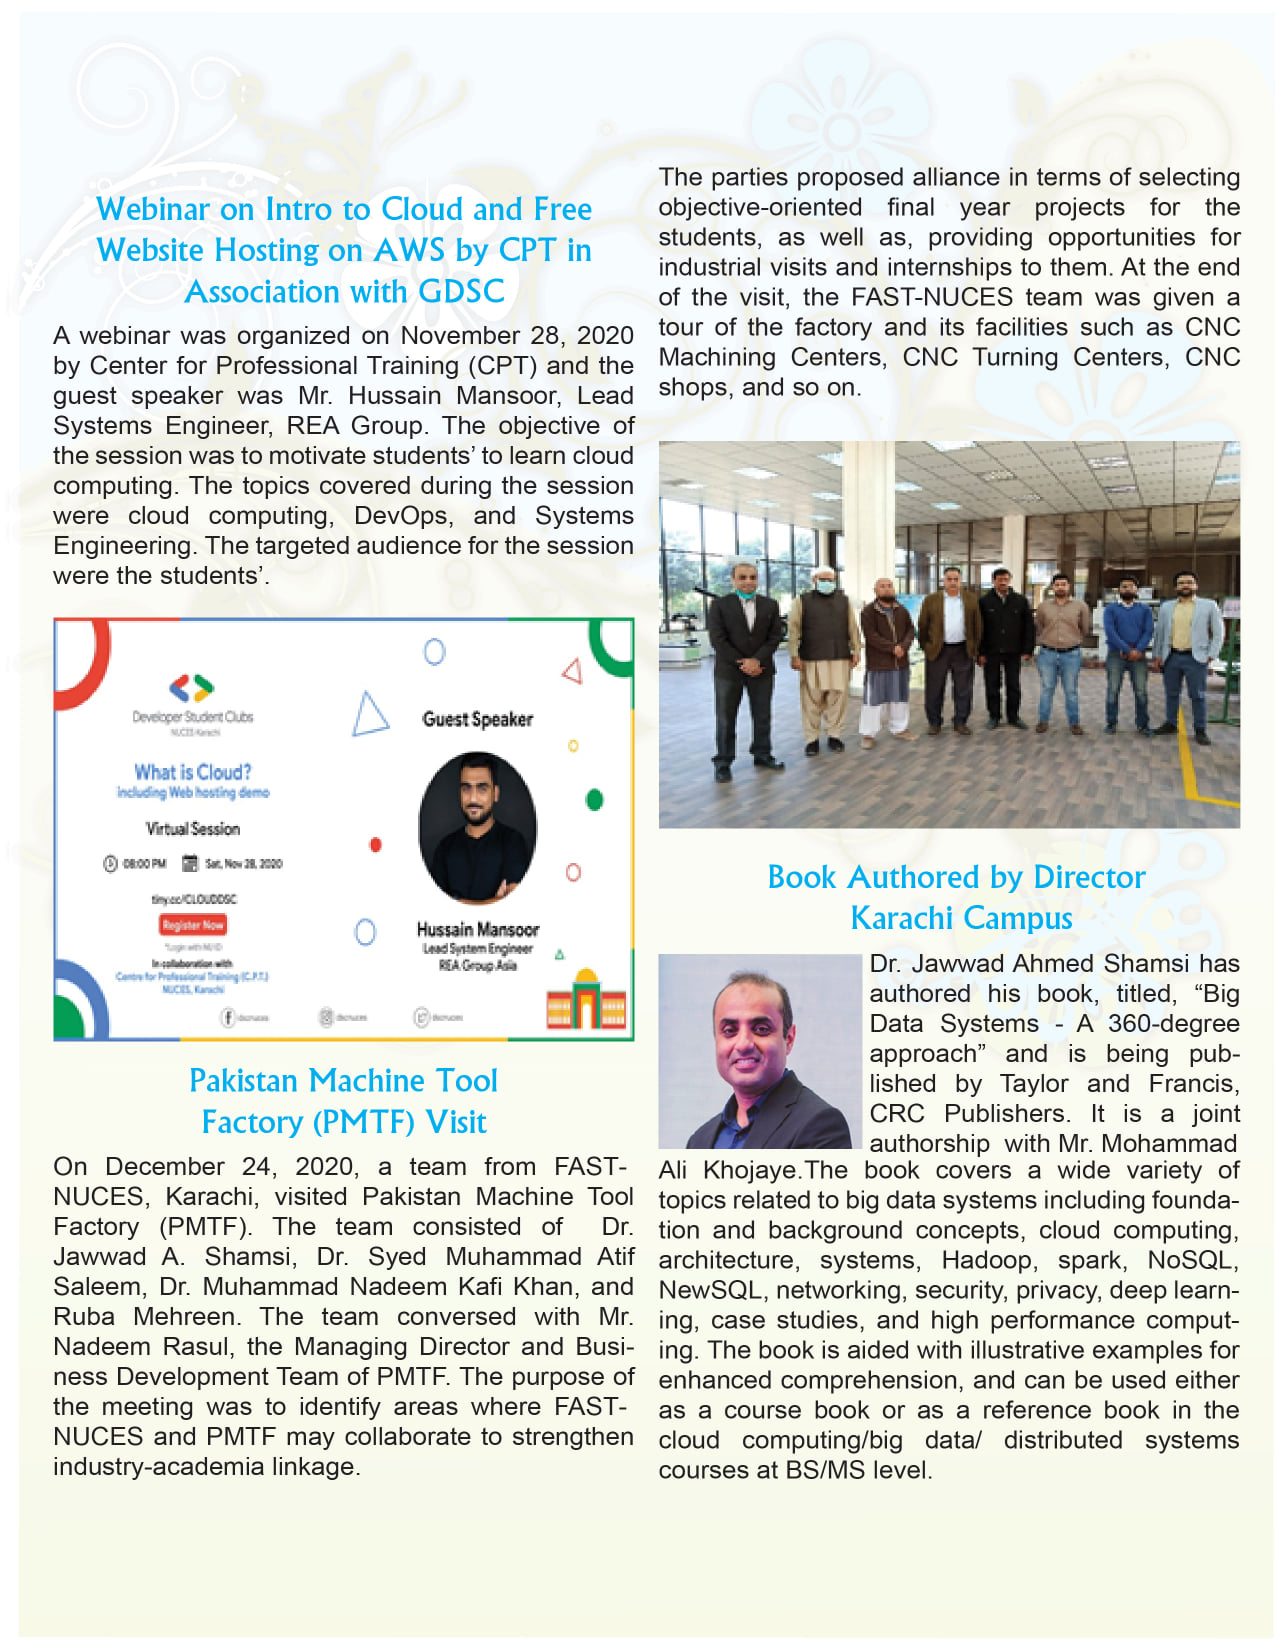 Webinar on Intro to Cloud and Free
Website Hosting on AWS by CPT in
Association with GDSC
A webinar was organized on November 28, 2020
by Center for Professional Training (CPT) and the
guest speaker was Mr. Hussain Mansoor, Lead
Systems Engineer, REA Group. The objective of
the session was to motivate students’ to learn cloud
computing. The topics covered during the session
were cloud computing, DevOps, and Systems
Engineering. The targeted audience for the session
were the students’.
Developer Student Clubs
NUCES Karachi
What is Cloud?
including Web hosting demo
Virtual Session
08:00 PM Sat, Nov 28, 2020
tiny.cc/CLOUDDSC
Register Now
*Login with NU ID
In collaboration with
Centre for Professional Training (C.P.T.)
NUCES, Karachi
dscnuces dscnuces dscnuces
Guest Speaker
Hussain Mansoor
Lead System Engineer
REA Group Asia
Pakistan Machine Tool
Factory (PMTF) Visit
On December 24, 2020, a team from FAST-
NUCES, Karachi, visited Pakistan Machine Tool
Factory (PMTF). The team consisted of Dr.
Jawwad A. Shamsi, Dr. Syed Muhammad Atif
Saleem, Dr. Muhammad Nadeem Kafi Khan, and
Ruba Mehreen. The team conversed with Mr.
Nadeem Rasul, the Managing Director and Busi-
ness Development Team of PMTF. The purpose of
the meeting was to identify areas where FAST-
NUCES and PMTF may collaborate to strengthen
industry-academia linkage.
The parties proposed alliance in terms of selecting
objective-oriented final year projects for the
students, as well as, providing opportunities for
industrial visits and internships to them. At the end
of the visit, the FAST-NUCES team was given a
tour of the factory and its facilities such as CNC
Machining Centers, CNC Turning Centers, CNC
shops, and so on.
Book Authored by Director
Karachi Campus
Dr. Jawwad Ahmed Shamsi has
authored his book, titled, “Big
Data Systems - A 360-degree
approach” and is being pub-
lished by Taylor and Francis,
CRC Publishers. It is a joint
authorship with Mr. Mohammad
Ali Khojaye.The book covers a wide variety of
topics related to big data systems including founda-
tion and background concepts, cloud computing,
architecture, systems, Hadoop, spark, NoSQL,
NewSQL, networking, security, privacy, deep learn-
ing, case studies, and high performance comput-
ing. The book is aided with illustrative examples for
enhanced comprehension, and can be used either
as a course book or as a reference book in the
cloud computing/big data/ distributed systems
courses at BS/MS level.